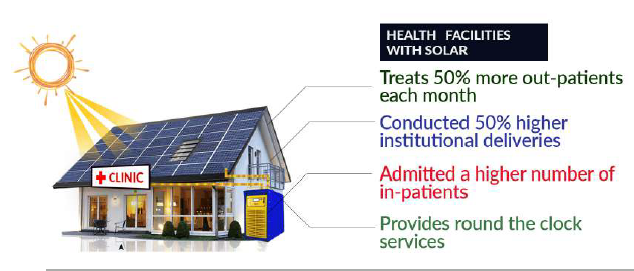 HEALTH FACILITIES
WITH SOLAR
Treats 50% more out-patients
each month
Conducted 50% higher
institutional deliveries
CLINIC
Admitted a higher number of
in-patients
Provides round the clock
services